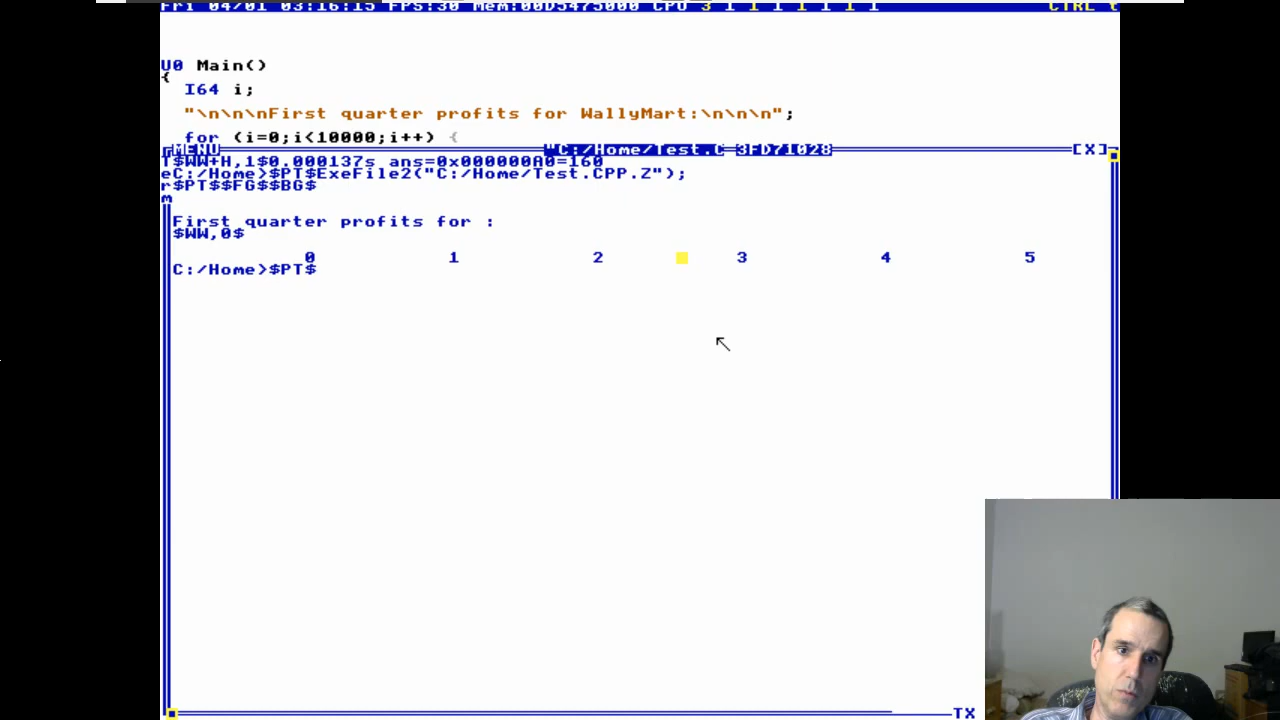 Fri 04/01 03:16:15 FPS:30 Mem:00D5475000 CPU 3 1 1 1 1 1 1 1 CTRL t
U0 Main()
{
I64 i;
"\n\n\nFirst quarter profits for WallyMart:\n\n\n";
for (i=0;i<10000;i++) {
MENU "C:/Home/Test.C 3FD71028 [X]
T$WW+H,1$0.000137s ans=0x000000A0=160
eC:/Home>$PT$ExeFile2("C:/Home/Test.CPP.Z");
r$PT$$FG$$BG$
m
First quarter profits for :
$WW,0$
0 1 2 3 4 5
C:/Home>$PT$
TX